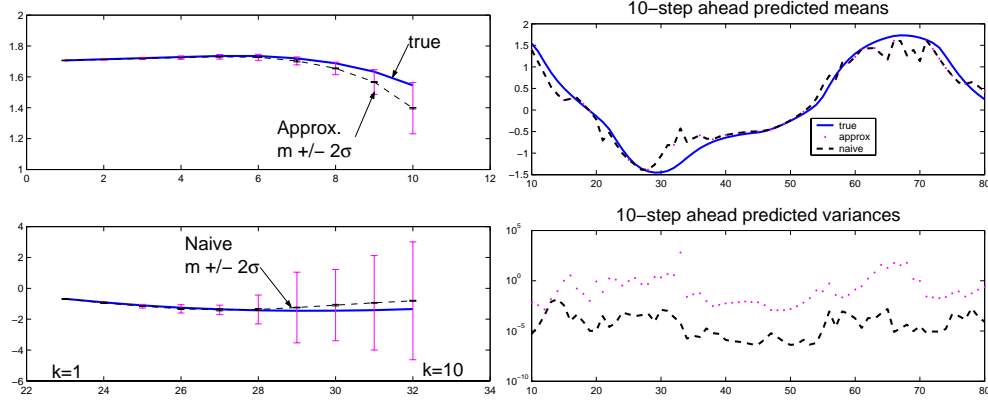 2
1.8
1.6
1.4
1.2
1
0 2 4 6 8 10 12
true
Approx.
m +/- 2σ
10−step ahead predicted means
2
1.5
1
0.5
0
−0.5
−1
−1.5
10 20 30 40 50 60 70 80
true
approx
naive
4
2
0
−2
−4
−6
22 24 26 28 30 32 34
Naive
m +/- 2σ
k=1
k=10
10−step ahead predicted variances
10^5
10^0
10^−5
10^−10
10 20 30 40 50 60 70 80